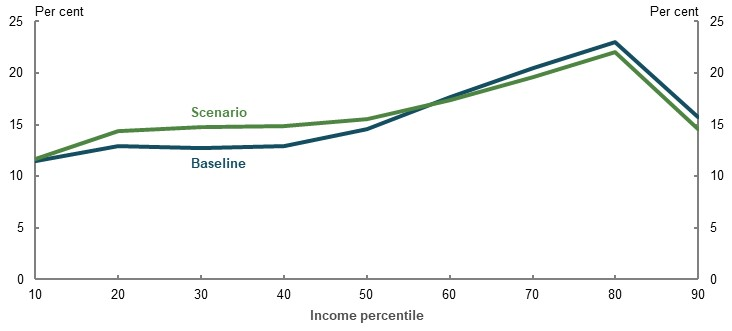 Per cent Per cent
25 25
20 20
Scenario
15 15
Baseline
10 10
5 5
0 0
10 20 30 40 50 60 70 80 90
Income percentile